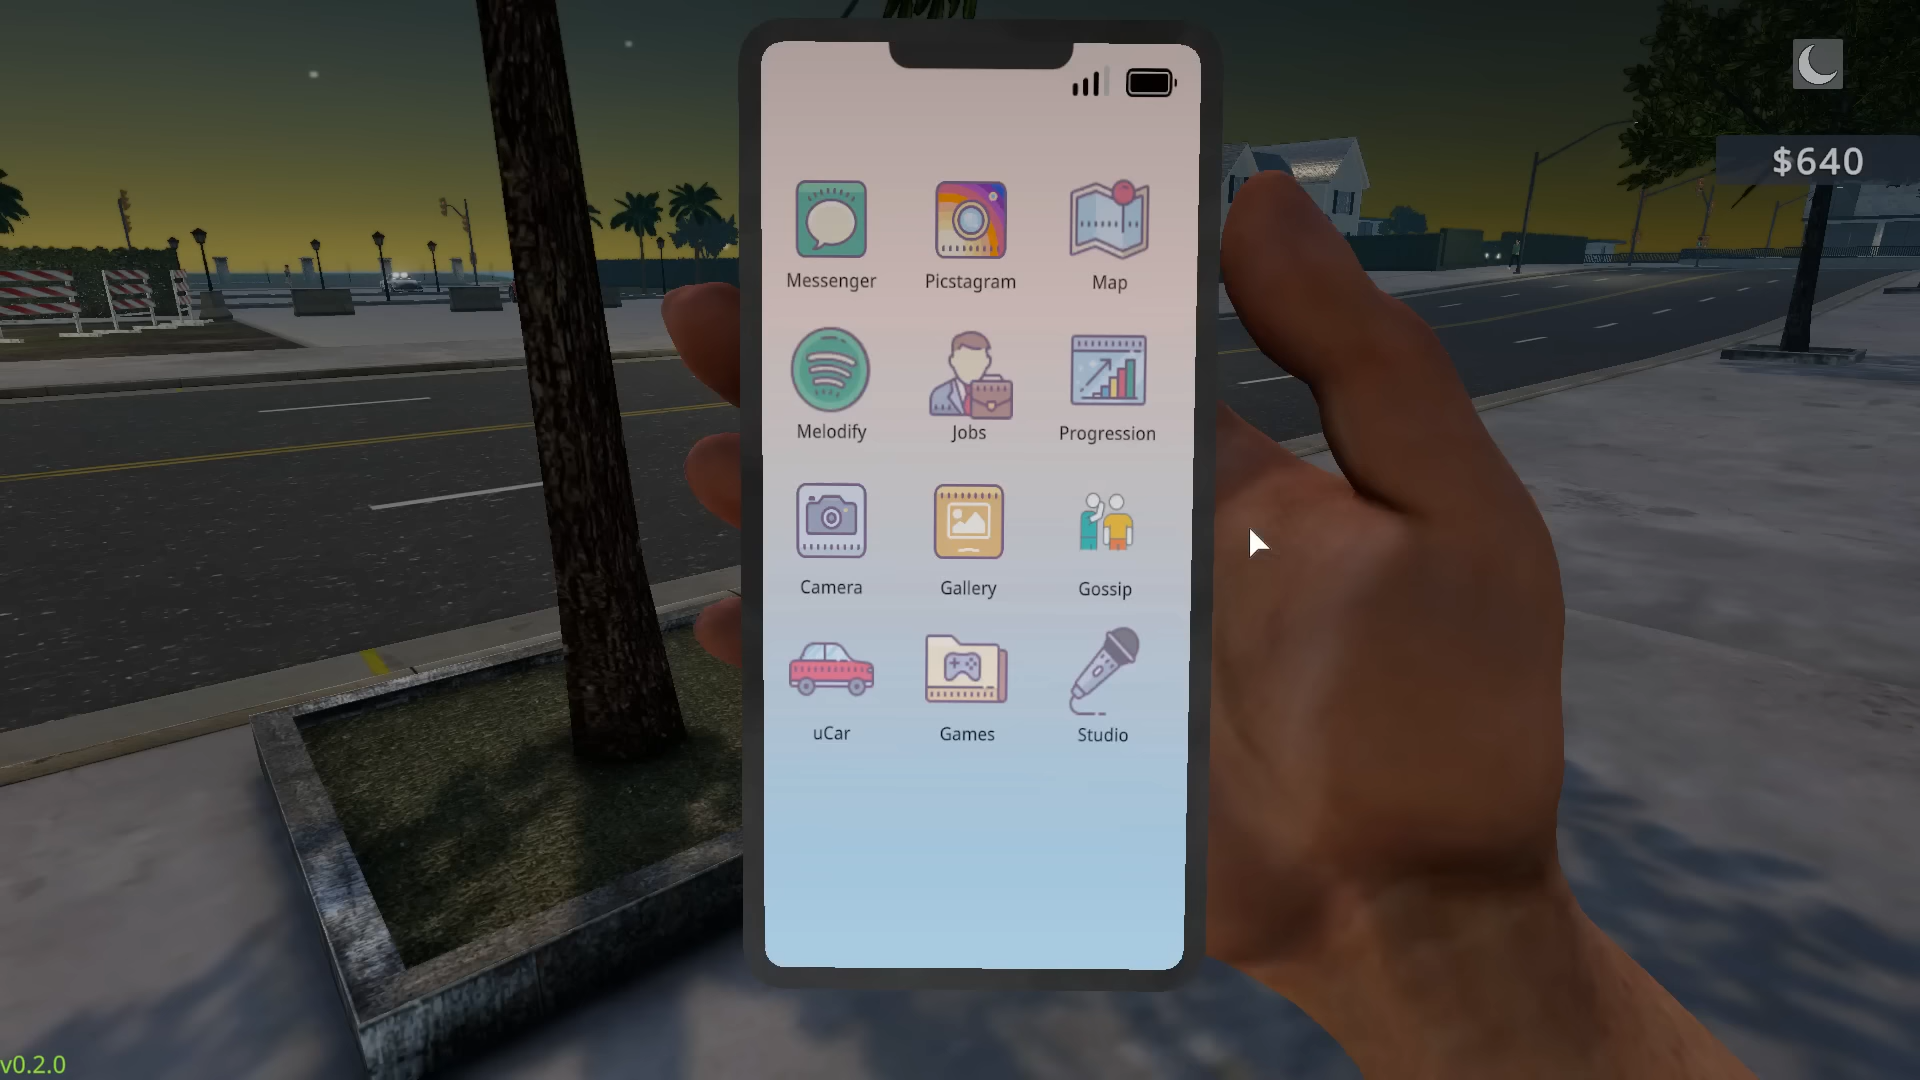 $640
Messenger
Picstagram
Map
Melodify
Jobs
Progression
Camera
Gallery
Gossip
uCar
Games
Studio
v0.2.0